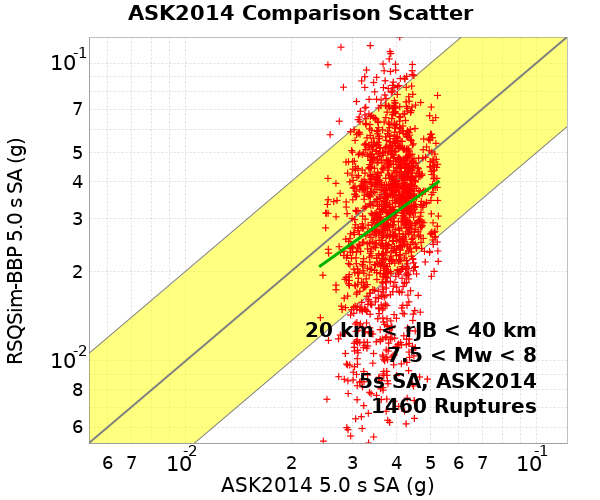 ASK2014 Comparison Scatter
RSQSim-BBP 5.0 s SA (g)
10^-1
7
5
4
3
2
10^-2
8
6
20 km < rJB < 40 km
7.5 < Mw < 8
5s SA, ASK2014
1460 Ruptures
6 7 10^-2 2 3 4 5 6 7 10^-1
ASK2014 5.0 s SA (g)